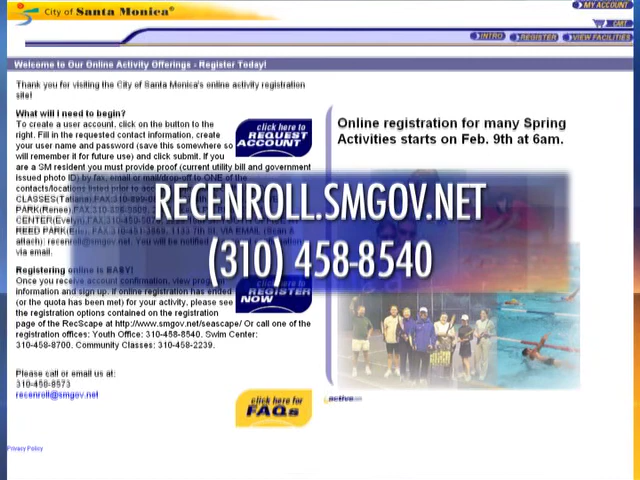 City of Santa Monica
MY ACCOUNT
CART
INTRO
REGISTER
VIEW FACILITIES
Welcome to Our Online Activity Offerings - Register Today!
Thank you for visiting the City of Santa Monica's online activity registration
site!
What will I need to begin?
To create a user account, click on the button to the
right. Fill in the requested contact information, create
your user name and password (save this somewhere so
will remember it for future use) and click submit. If you
are a SM resident you must provide proof (current utility bill and government
issued photo ID) by fax, email or mail/drop-off to ONE of the
contacts/locations listed prior to
click here to
REQUEST
ACCOUNT
Online registration for many Spring
Activities starts on Feb. 9th at 6am.
RECENROLL.SMGOV.NET
(310) 458-8540
via email.
Registering online is EASY!
Once you receive account confirmation, view program
information and sign up. If online registration has ended
(or the quota has been met) for your activity, please see
the registration options contained on the registration
page of the RecScape at http://www.smgov.net/seascape/ Or call one of the
registration offices: Youth Office: 310-458-8540. Swim Center:
310-458-8700. Community Classes: 310-458-2239.
click here to
REGISTER
NOW
Please call or email us at:
310-458-8573
recenroll@smgov.net
click here for
FAQs
active
Privacy Policy